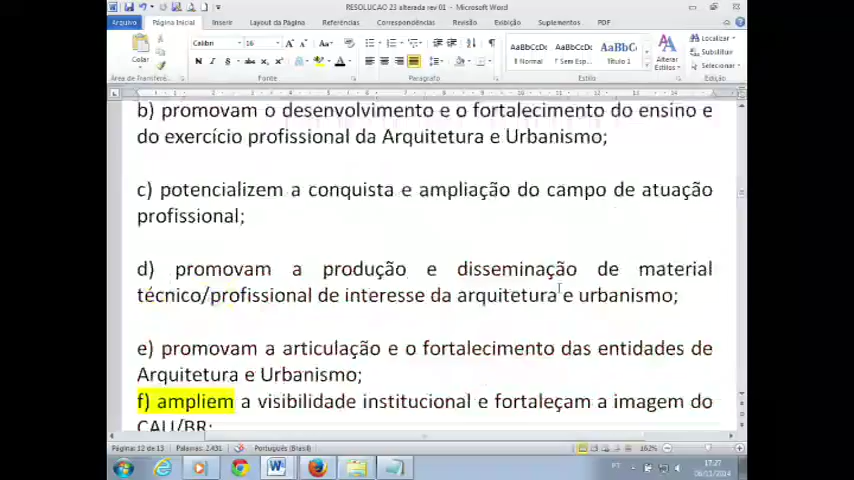 RESOLUCAO 23 alterada rev 01 - Microsoft Word
Arquivo Página Inicial Inserir Layout da Página Referências Correspondências Revisão Exibição Suplementos PDF
Calibri 16 Localizar
Colar AaBbCcDc AaBbCcDc AaBbC Substituir
¶ Normal ¶ Sem Esp... Título 1 Alterar Estilos Selecionar
Área de Transferê... Fonte Parágrafo Estilo Edição
b) promovam o desenvolvimento e o fortalecimento do ensino e
do exercício profissional da Arquitetura e Urbanismo;
c) potencializem a conquista e ampliação do campo de atuação
profissional;
d) promovam a produção e disseminação de material
técnico/profissional de interesse da arquitetura e urbanismo;
e) promovam a articulação e o fortalecimento das entidades de
Arquitetura e Urbanismo;
f) ampliem a visibilidade institucional e fortaleçam a imagem do
CAU/BR;
Página: 12 de 13 Palavras: 2.431 Português (Brasil) 162%
PT 17:27
06/11/2014